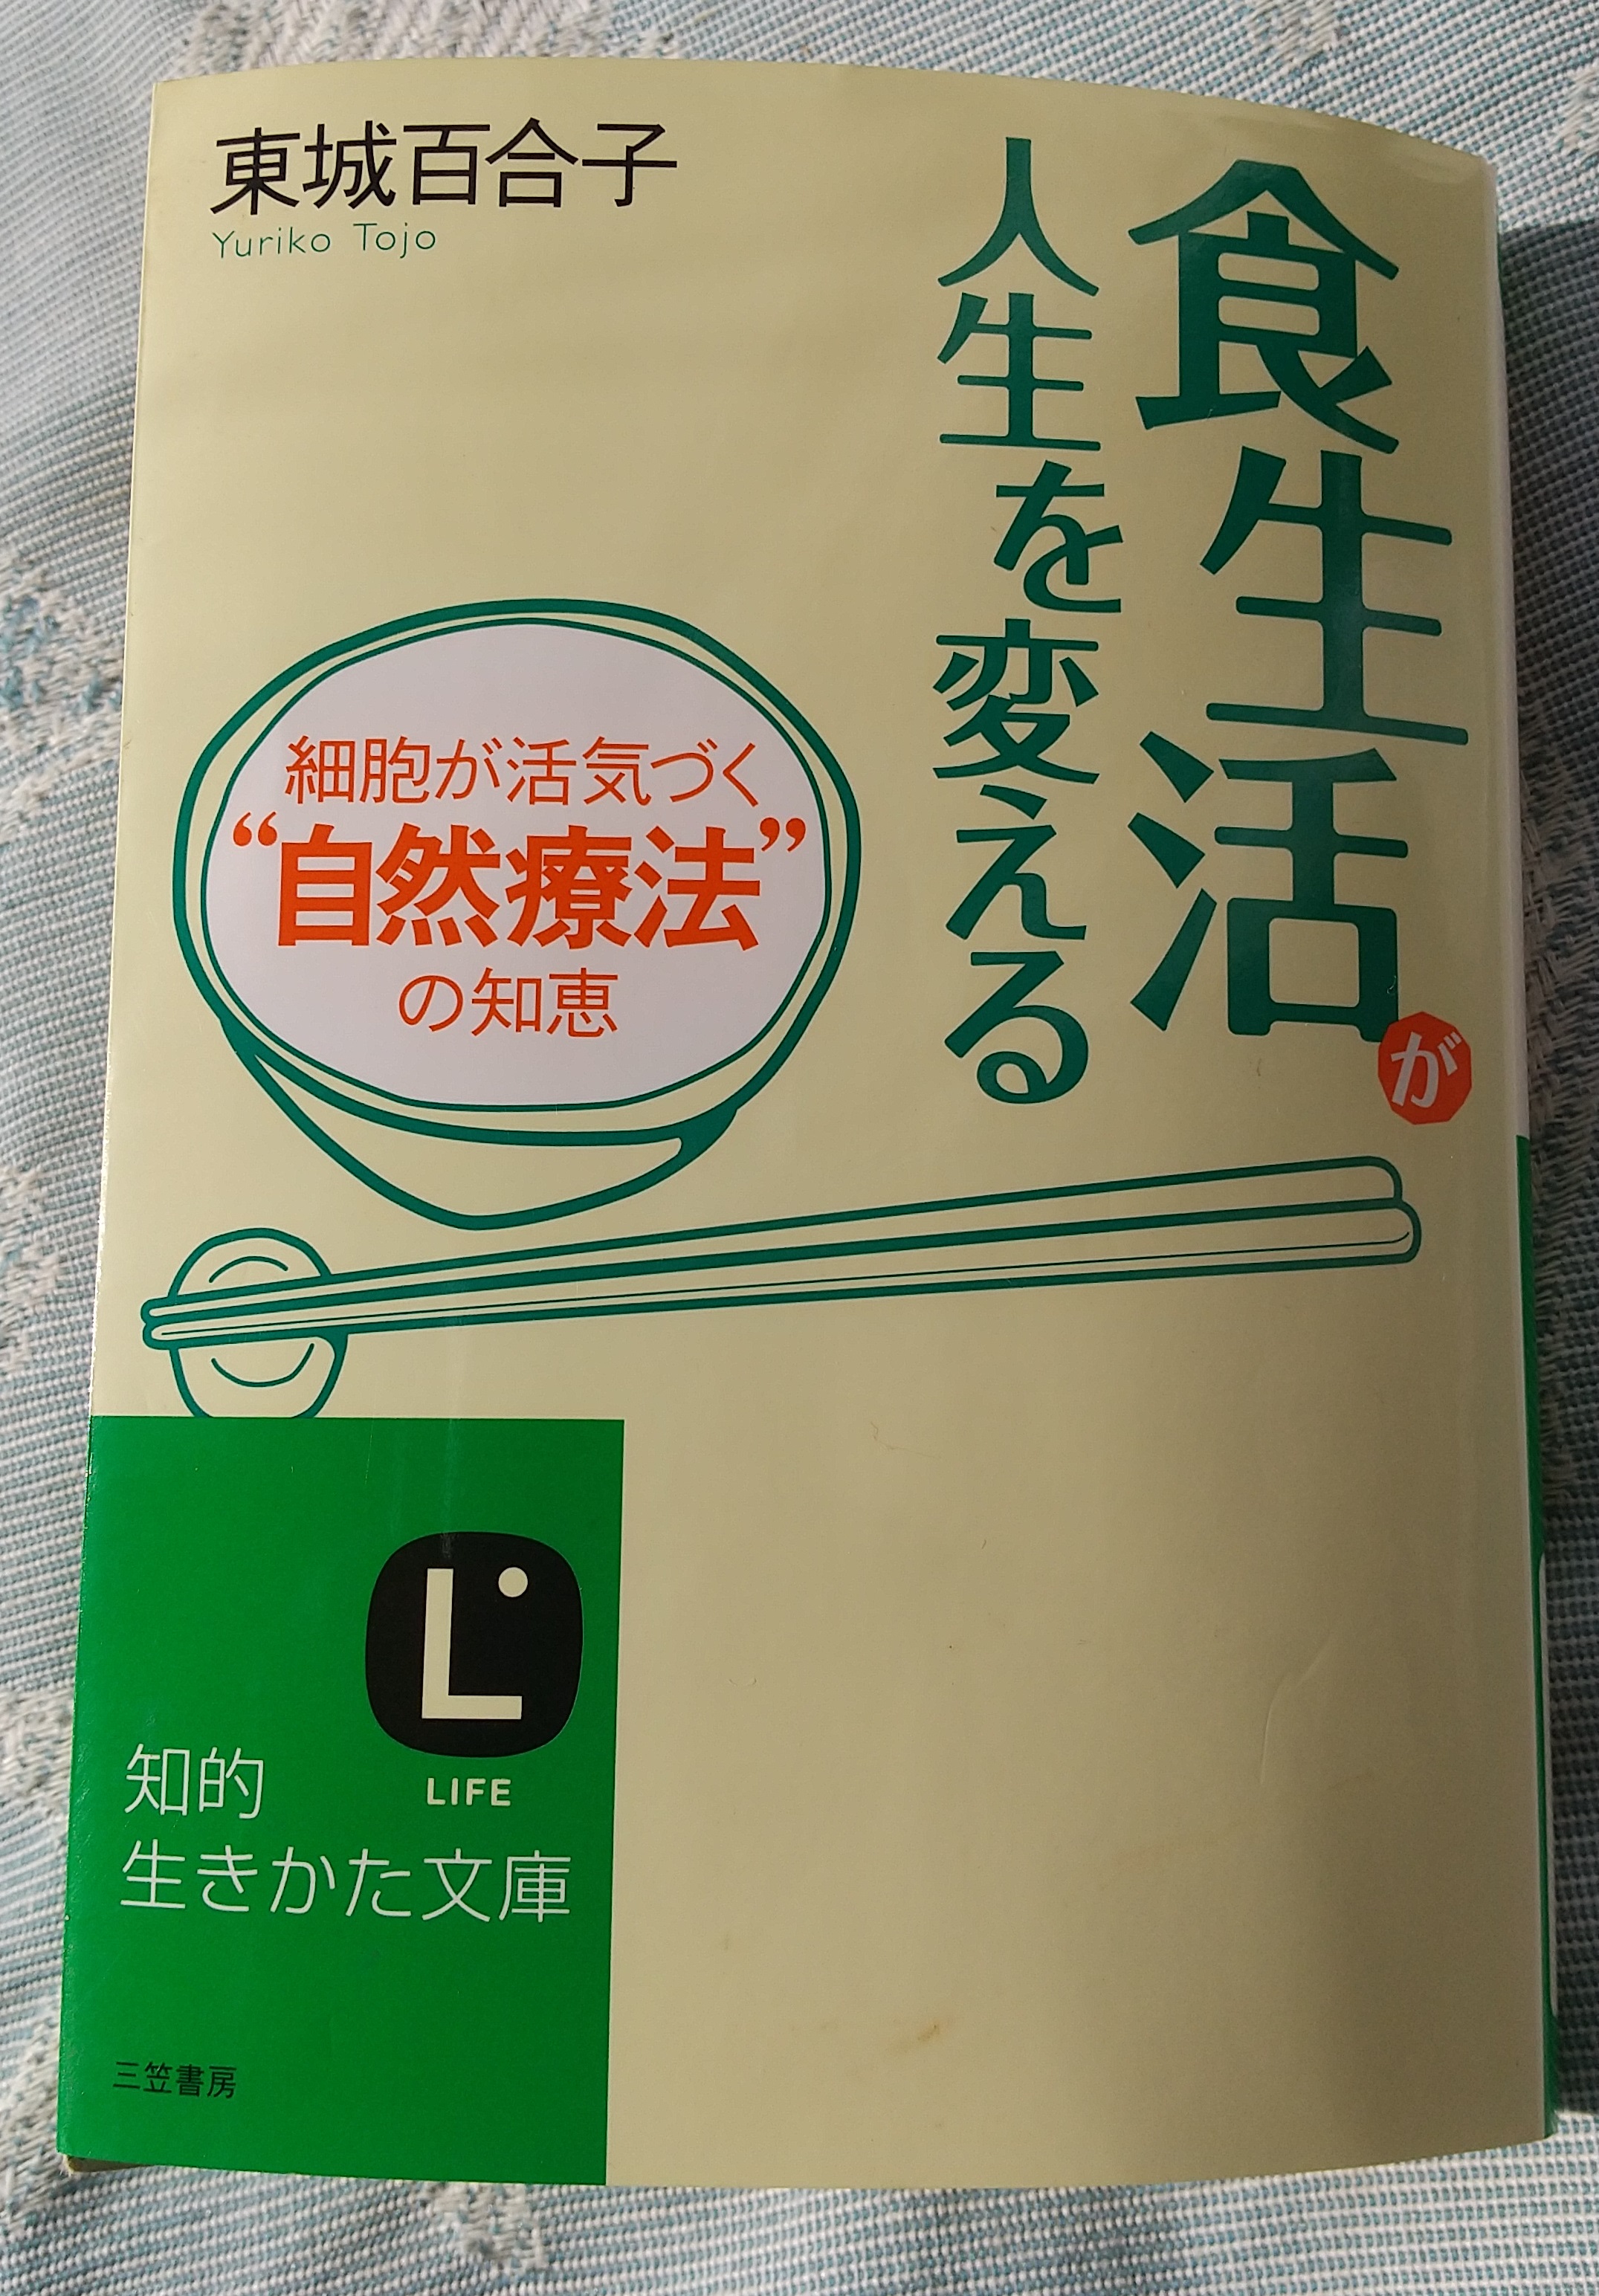 食生活が
人生を変える
東城百合子
Yuriko Tojo
細胞が活気づく
“自然療法”
の知恵
L
LIFE
知的
生きかた文庫
三笠書房